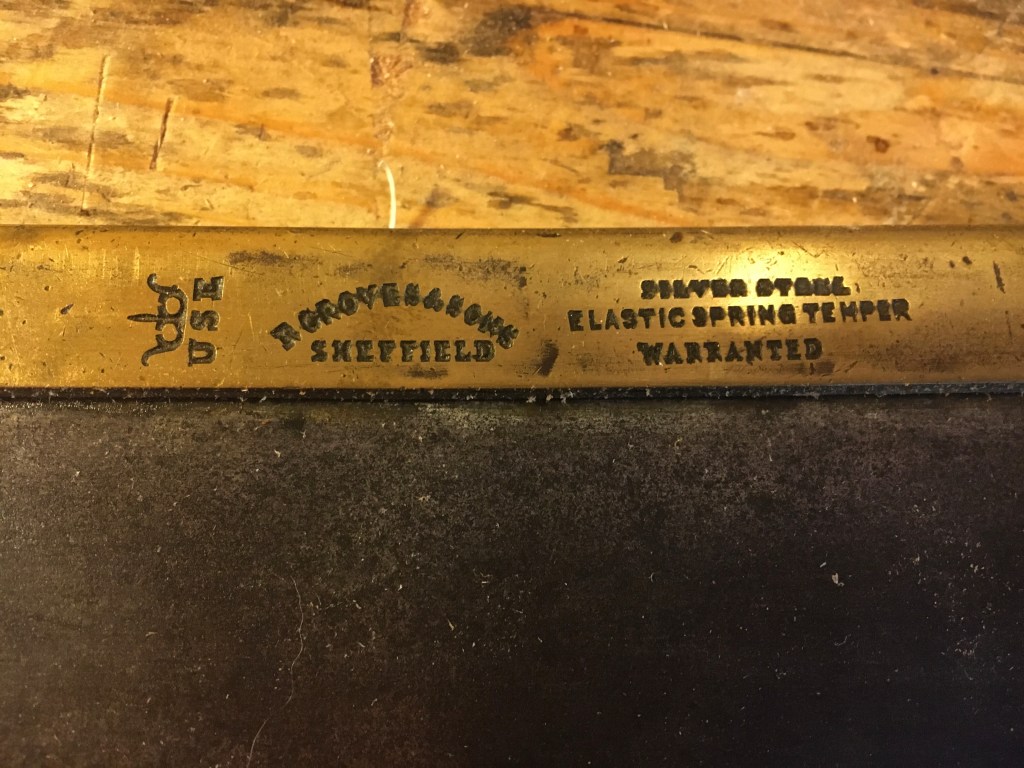 USE
R GROVES & SONS
SHEFFIELD
SILVER STEEL
ELASTIC SPRING TEMPER
WARRANTED